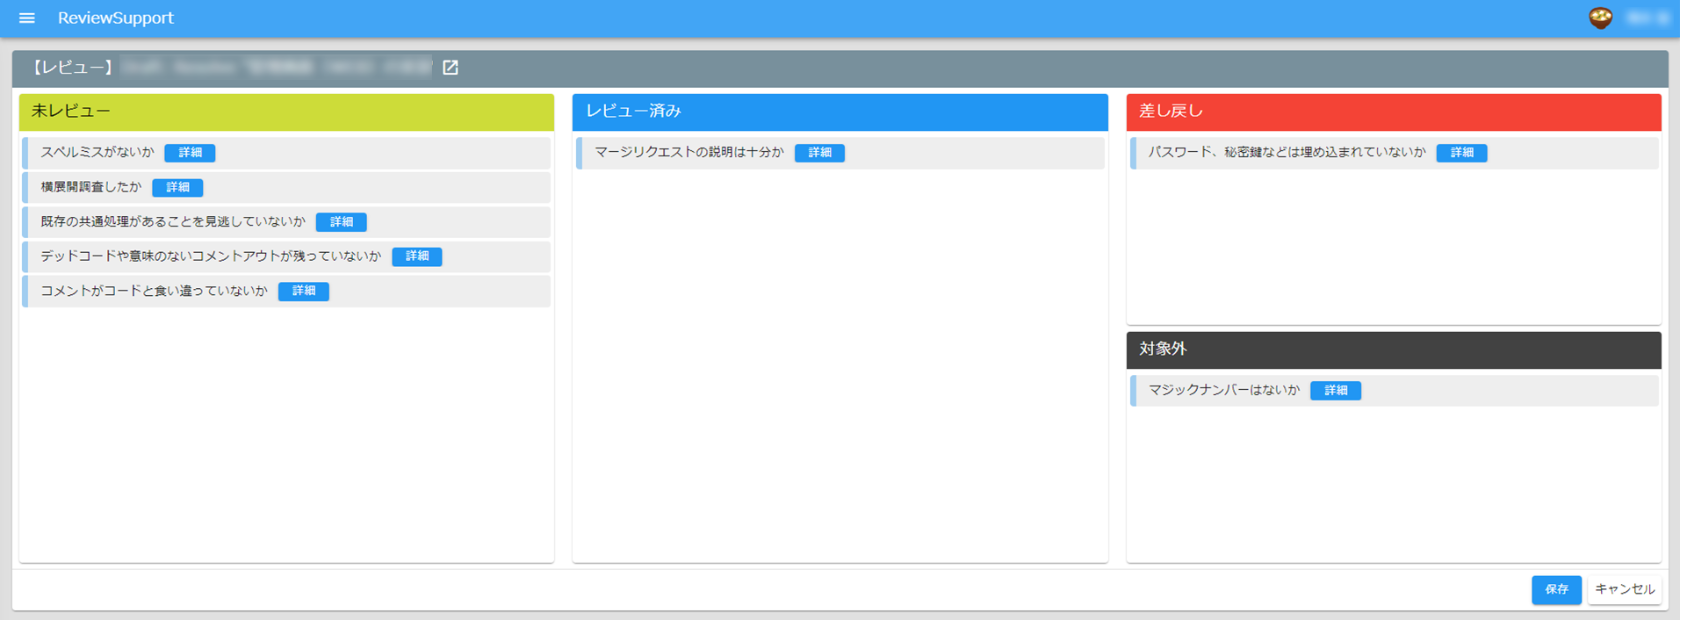 ReviewSupport
【レビュー】
未レビュー
スペルミスがないか 詳細
横展開調査したか 詳細
既存の共通処理があることを見逃していないか 詳細
デッドコードや意味のないコメントアウトが残っていないか 詳細
コメントがコードと食い違っていないか 詳細
レビュー済み
マージリクエストの説明は十分か 詳細
差し戻し
パスワード、秘密鍵などは埋め込まれていないか 詳細
対象外
マジックナンバーはないか 詳細
保存 キャンセル